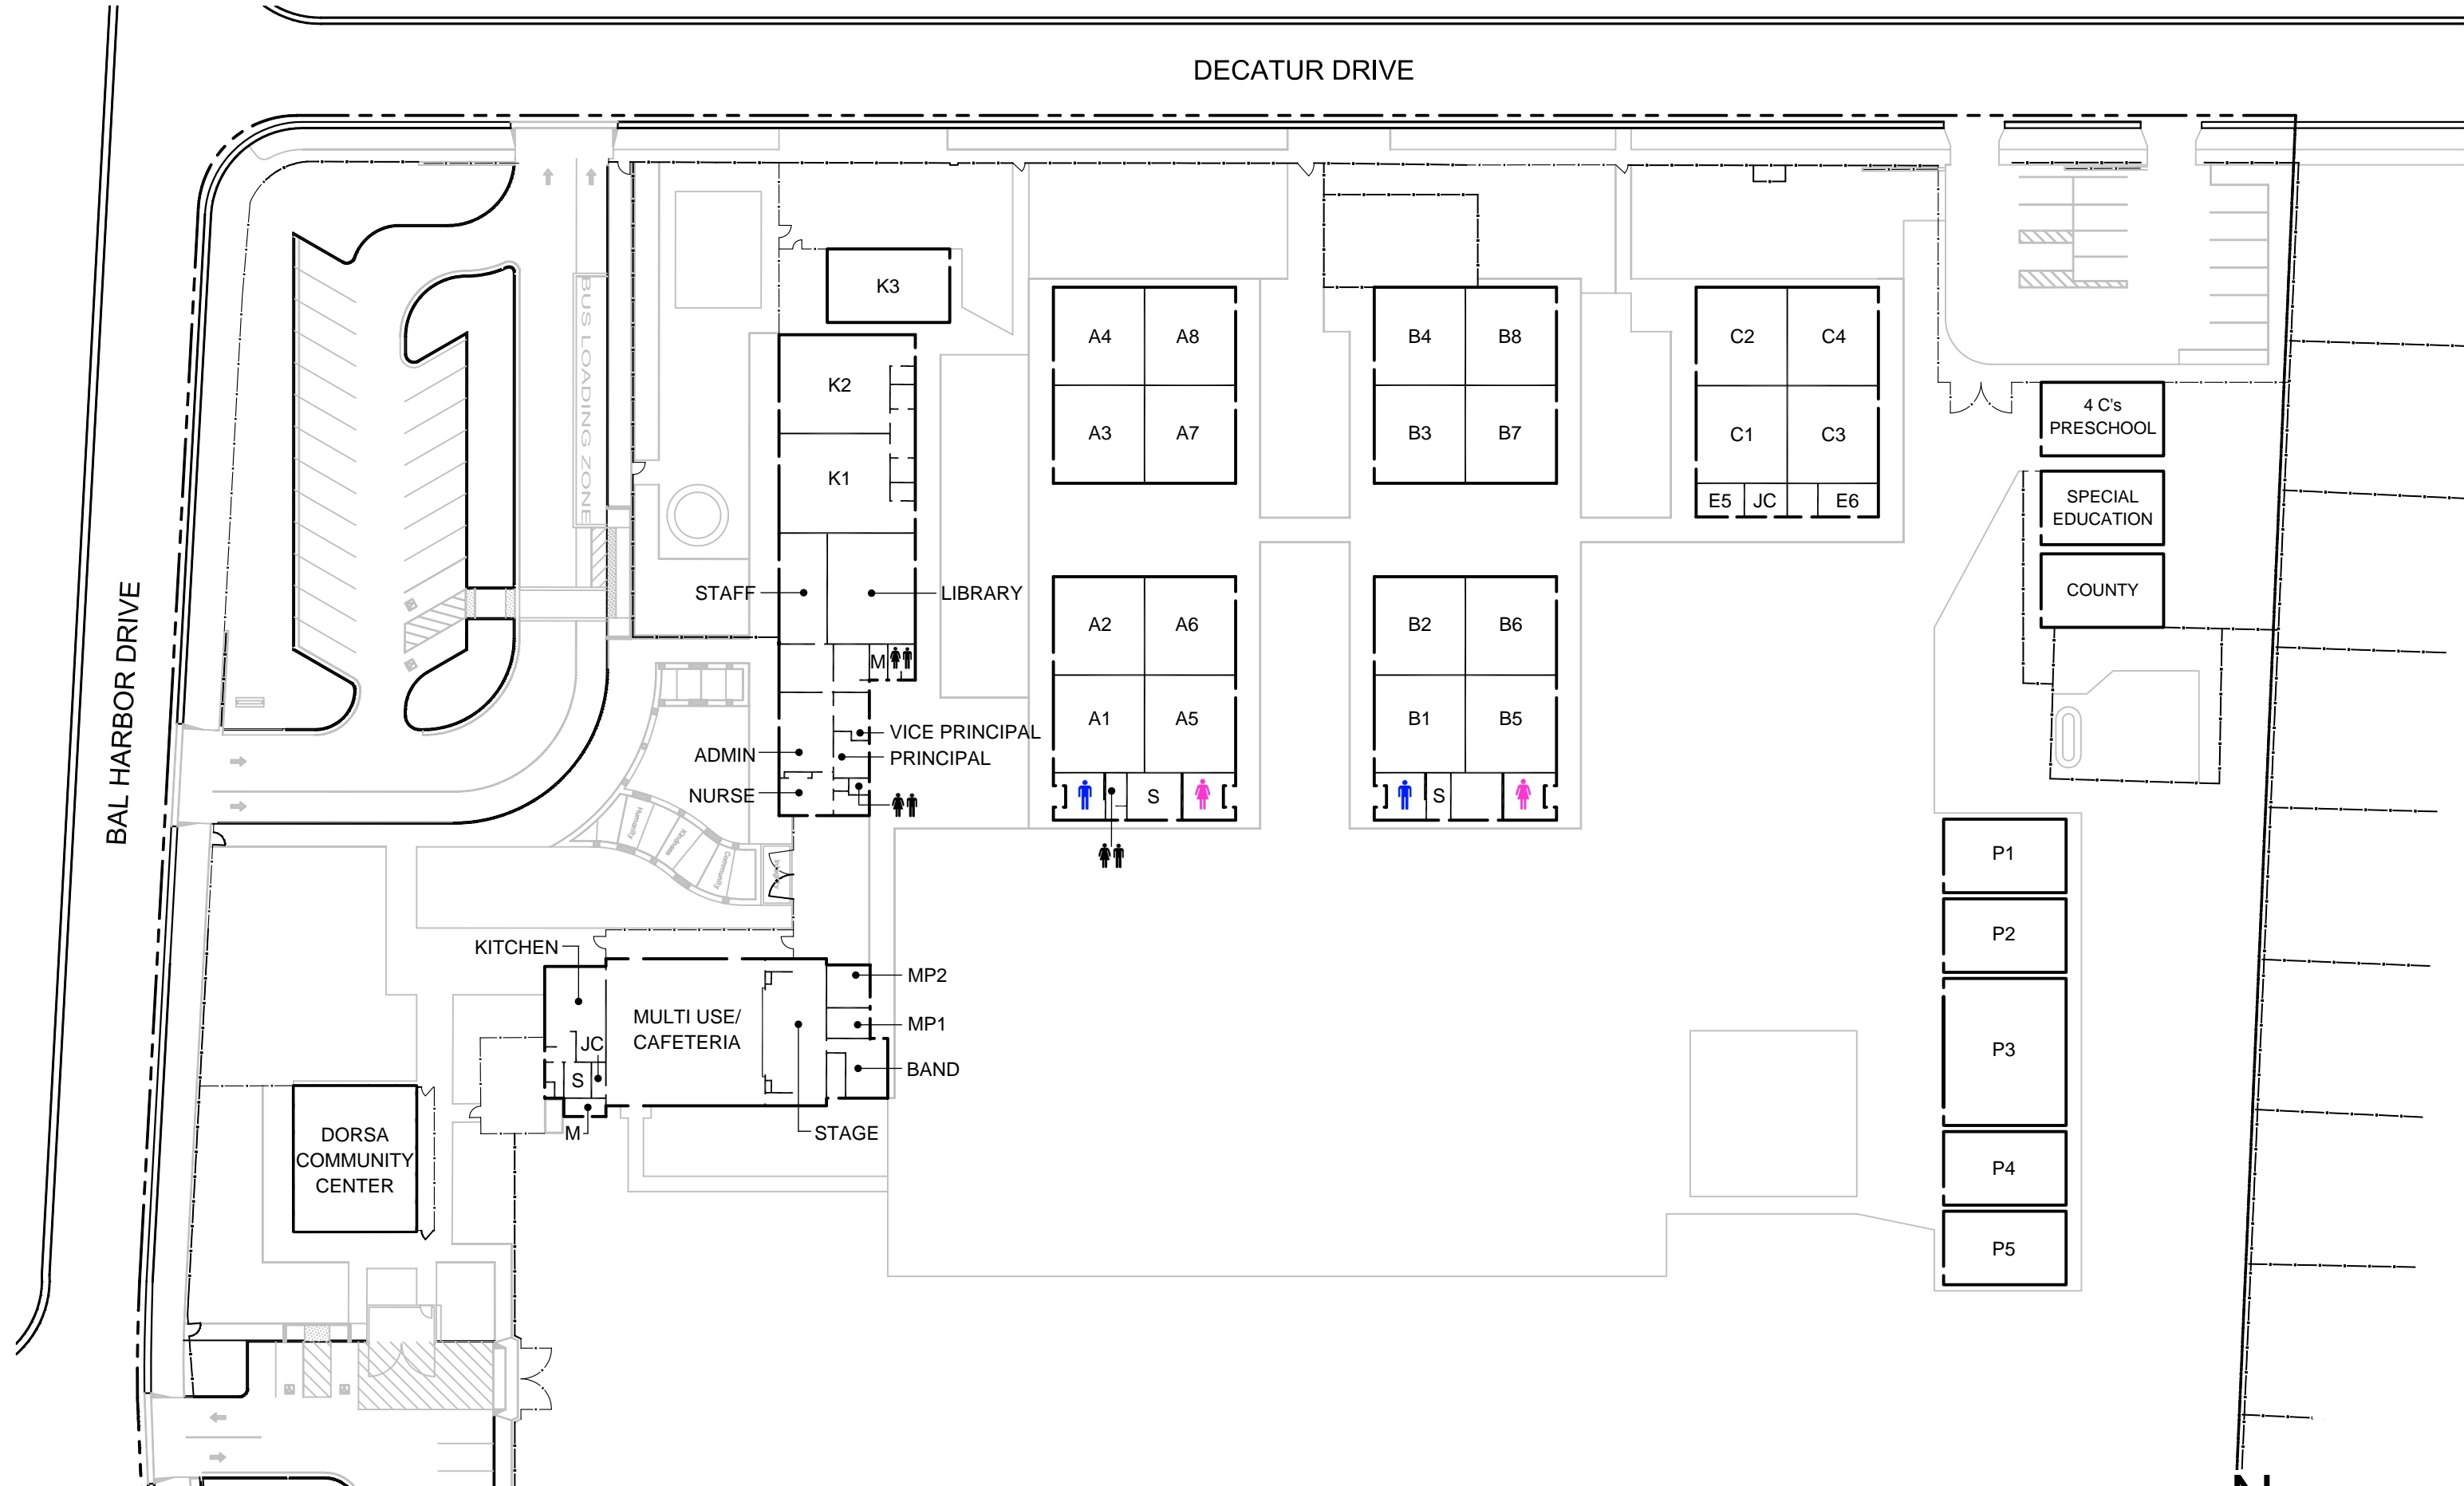 DECATUR DRIVE
BAL HARBOR DRIVE
BUS LOADING ZONE
K3
K2
K1
STAFF
LIBRARY
M
VICE PRINCIPAL
ADMIN
PRINCIPAL
NURSE
A4
A8
A3
A7
A2
A6
A1
A5
S
B4
B8
B3
B7
B2
B6
B1
B5
S
C2
C4
C1
C3
E5
JC
E6
4 C's
PRESCHOOL
SPECIAL
EDUCATION
COUNTY
Humanity
Kindness
Community
KITCHEN
MULTI USE/
CAFETERIA
JC
S
M
MP2
MP1
BAND
STAGE
DORSA
COMMUNITY
CENTER
P1
P2
P3
P4
P5
N